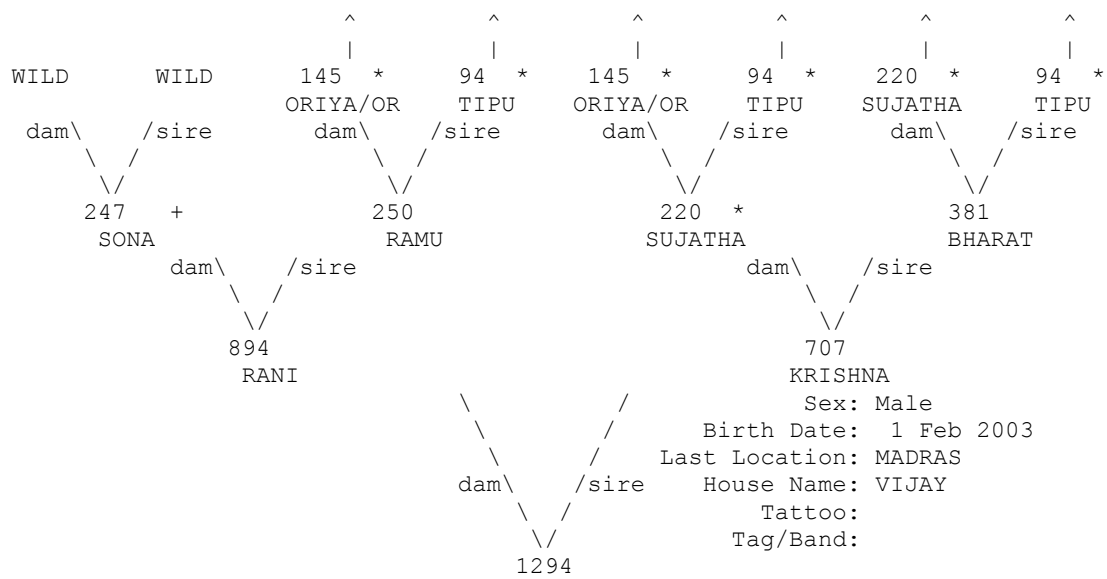 ^ ^ ^ ^ ^ ^
| | | | | |
WILD WILD 145 * 94 * 145 * 94 * 220 * 94 *
ORIYA/OR TIPU ORIYA/OR TIPU SUJATHA TIPU
dam\ /sire dam\ /sire dam\ /sire dam\ /sire
\ / \ / \ / \ /
\/ \/ \/ \/
247 + 250 220 * 381
SONA RAMU SUJATHA BHARAT
dam\ /sire dam\ /sire
\ / \ /
\/ \/
894 707
RANI KRISHNA
\ / Sex: Male
\ / Birth Date: 1 Feb 2003
\ / Last Location: MADRAS
dam\ /sire House Name: VIJAY
\ / Tattoo:
\/ Tag/Band:
1294